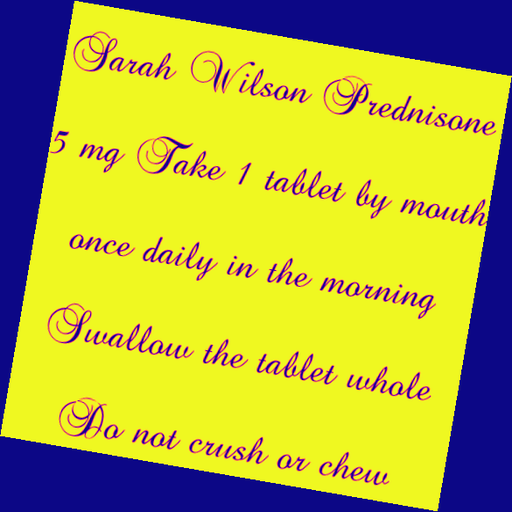 Sarah Wilson Prednisone
5 mg Take 1 tablet by mouth
once daily in the morning
Swallow the tablet whole
Do not crush or chew